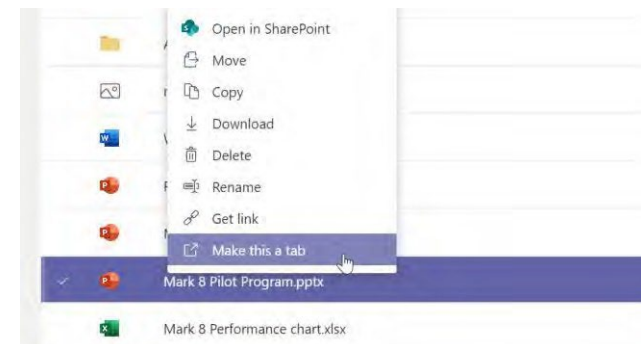 Open in SharePoint
Move
Copy
Download
Delete
Rename
Get link
Make this a tab
Mark 8 Pilot Program.pptx
Mark 8 Performance chart.xlsx